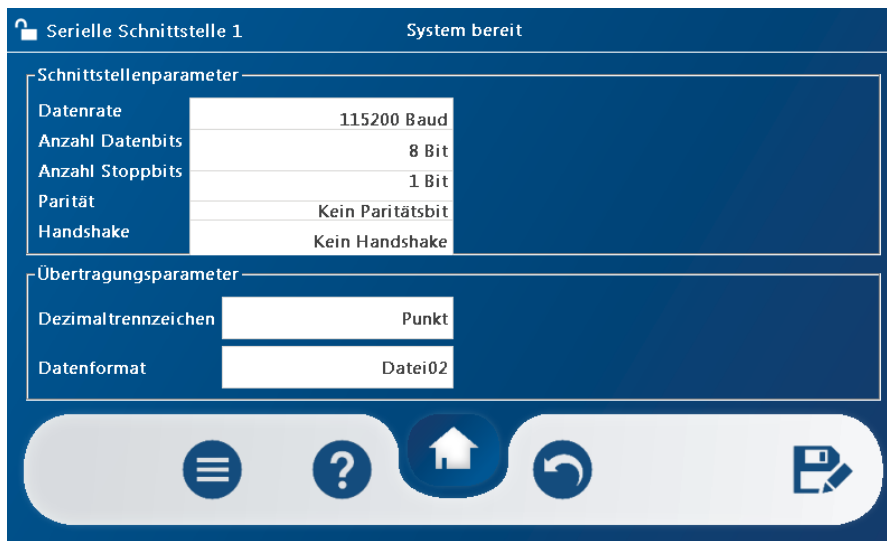 Serielle Schnittstelle 1 System bereit
Schnittstellenparameter
Datenrate 115200 Baud
Anzahl Datenbits 8 Bit
Anzahl Stoppbits 1 Bit
Parität Kein Paritätsbit
Handshake Kein Handshake
Übertragungsparameter
Dezimaltrennzeichen Punkt
Datenformat Datei02
?